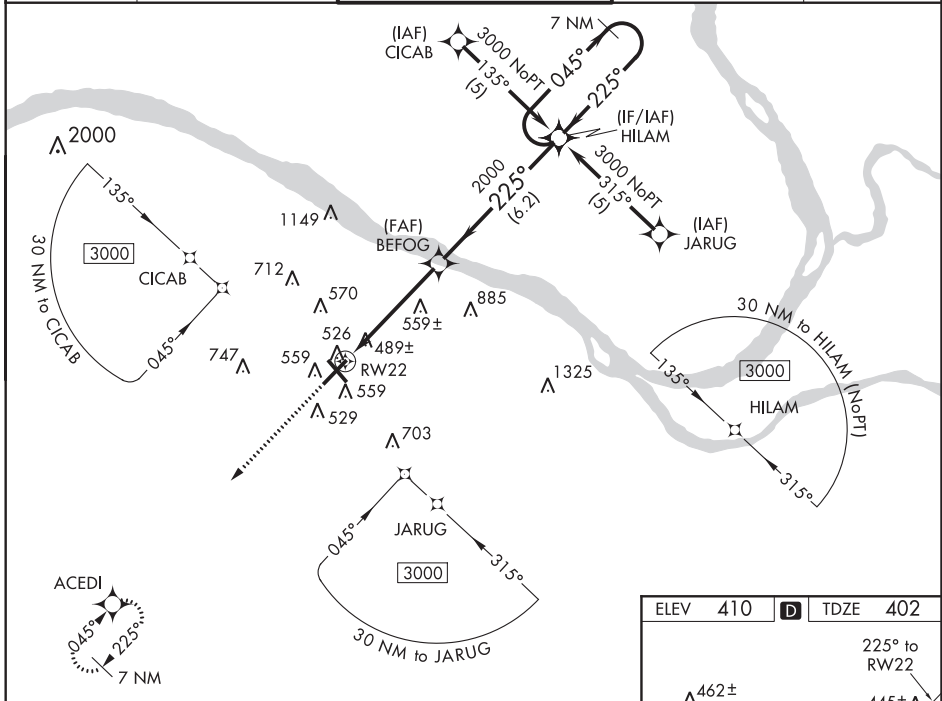 (IAF)
CICAB
3000 NoPT
135°
(5)
7 NM
045°
225°
(IF/IAF)
HILAM
3000 NoPT
315°
(5)
(IAF)
JARUG
2000
225°
(6.2)
(FAF)
BEFOG
2000
135°
3000
CICAB
045°
30 NM to CICAB
1149
712
570
559±
885
526
489±
747
559
RW22
559
529
1325
703
30 NM to HILAM (NoPT)
135°
3000
HILAM
315°
045°
JARUG
315°
3000
30 NM to JARUG
ACEDI
045°
225°
7 NM
ELEV 410 D TDZE 402
225° to
RW22
462±
445±